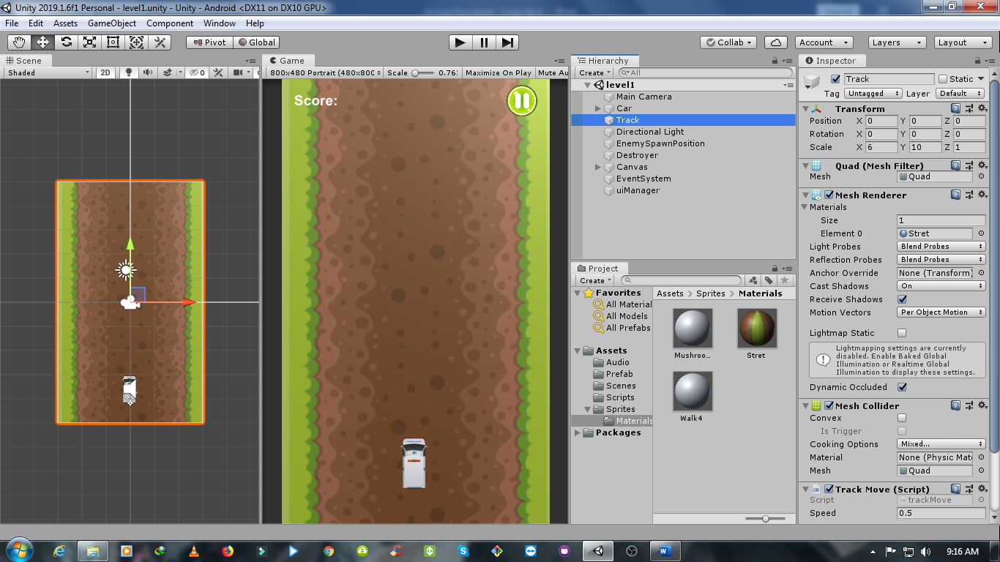 Unity 2019.1.6f1 Personal - level1.unity - Unity - Android <DX11 on DX10 GPU>
File Edit Assets GameObject Component Window Help
Pivot Global Collab Account Layers Layout
Scene
Shaded 2D 0
Game
800x480 Portrait (480x800 Scale 0.76 Maximize On Play Mute Au
Score:
Hierarchy
Create All
level1
Main Camera
Car
Track
Directional Light
EnemySpawnPosition
Destroyer
Canvas
EventSystem
uiManager
Project
Create
Favorites
All Material
All Models
All Prefabs
Assets
Audio
Prefab
Scenes
Scripts
Sprites
Materials
Packages
Assets > Sprites > Materials
Mushroo... Stret
Walk4
Inspector
Track Static
Tag Untagged Layer Default
Transform
Position X 0 Y 0 Z 0
Rotation X 0 Y 0 Z 0
Scale X 6 Y 10 Z 1
Quad (Mesh Filter)
Mesh Quad
Mesh Renderer
Materials
Size 1
Element 0 Stret
Light Probes Blend Probes
Reflection Probes Blend Probes
Anchor Override None (Transform)
Cast Shadows On
Receive Shadows
Motion Vectors Per Object Motion
Lightmap Static
Lightmapping settings are currently
disabled. Enable Baked Global
Illumination or Realtime Global
Illumination to display these settings.
Dynamic Occluded
Mesh Collider
Convex
Is Trigger
Cooking Options Mixed...
Material None (Physic Mate
Mesh Quad
Track Move (Script)
Script trackMove
Speed 0.5
9:16 AM